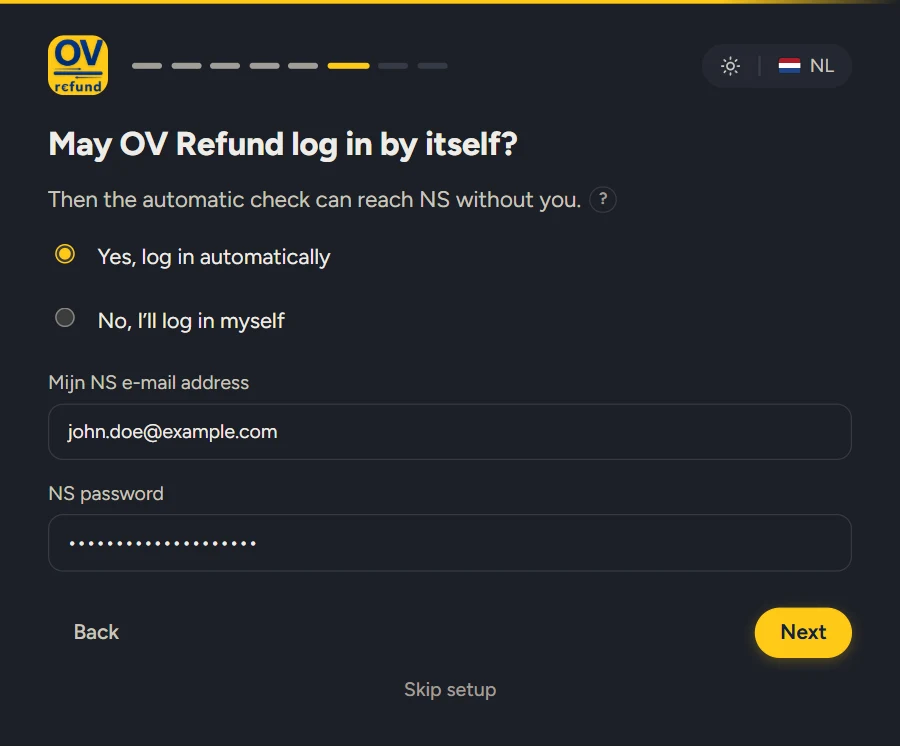 OV
refund
NL
May OV Refund log in by itself?
Then the automatic check can reach NS without you. ?
Yes, log in automatically
No, I’ll log in myself
Mijn NS e-mail address
john.doe@example.com
NS password
••••••••••••••••••••
Back
Next
Skip setup